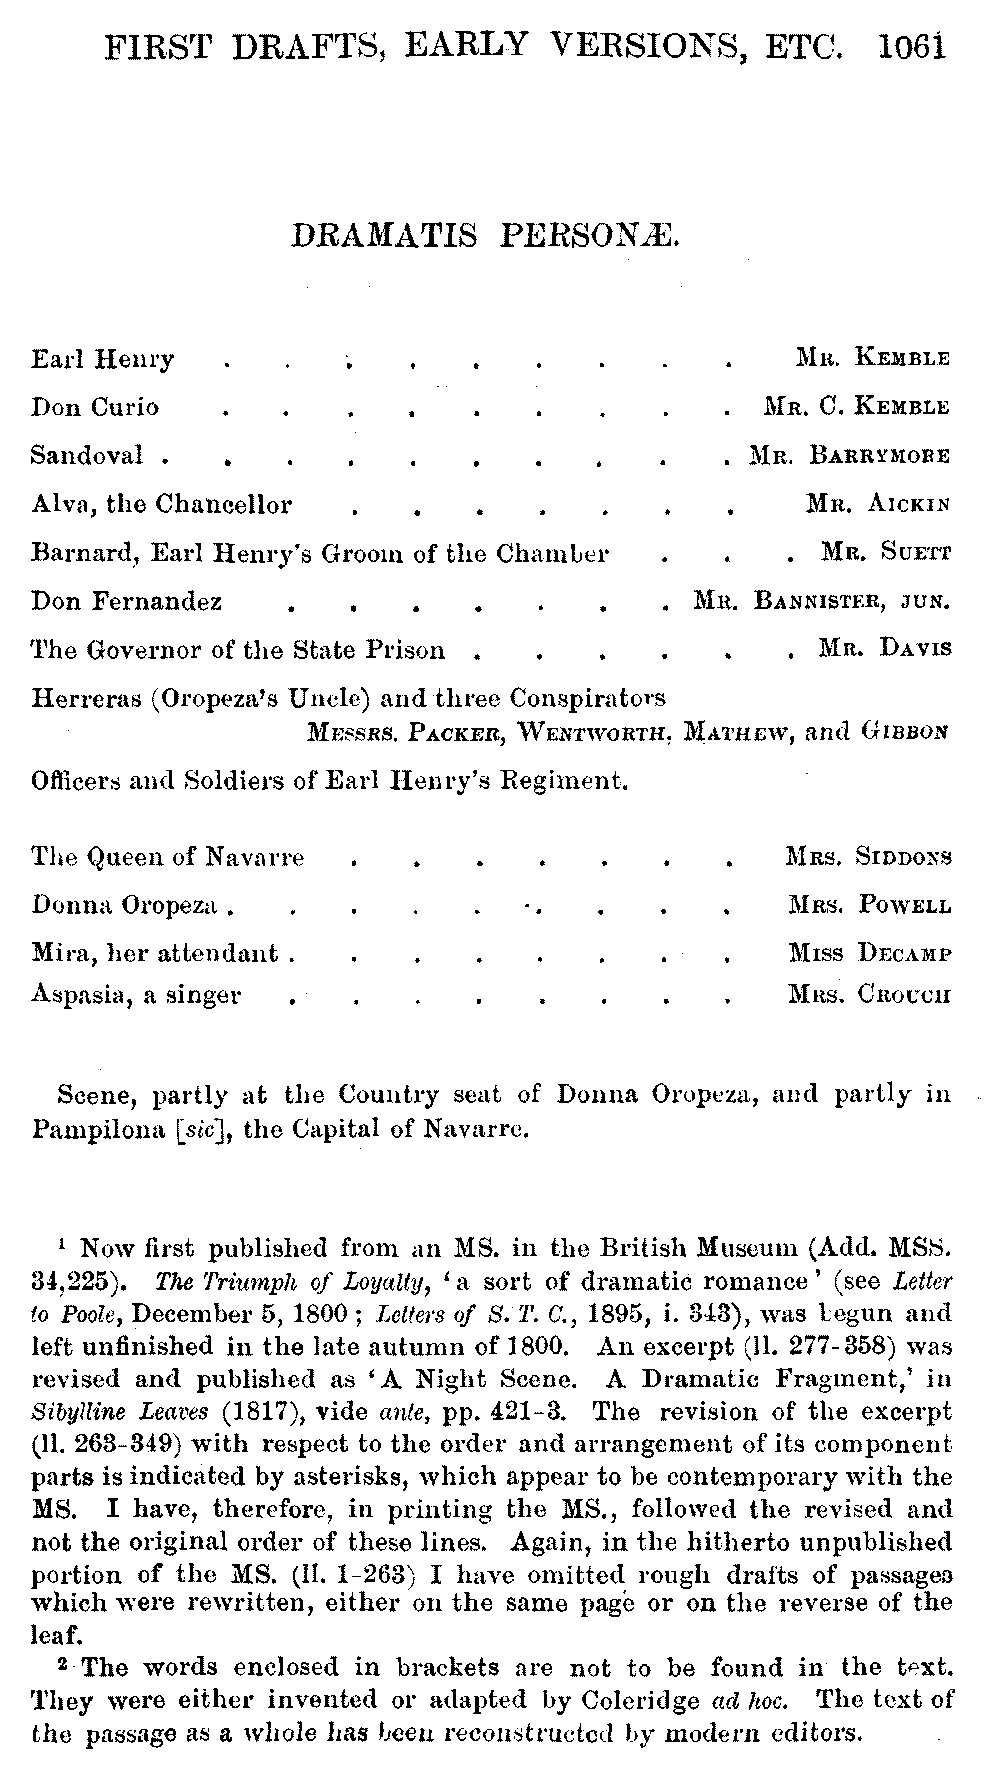 FIRST DRAFTS, EARLY VERSIONS, ETC. 1061
DRAMATIS PERSONÆ.
Earl Henry . . . . . . . . . MR. KEMBLE
Don Curio . . . . . . . . . MR. C. KEMBLE
Sandoval . . . . . . . . . . MR. BARRYMORE
Alva, the Chancellor . . . . . . . MR. AICKIN
Barnard, Earl Henry's Groom of the Chamber . . . MR. SUETT
Don Fernandez . . . . . . . MR. BANNISTER, JUN.
The Governor of the State Prison . . . . . . MR. DAVIS
Herreras (Oropeza's Uncle) and three Conspirators
MESSRS. PACKER, WENTWORTH, MATHEW, and GIBBON
Officers and Soldiers of Earl Henry's Regiment.
The Queen of Navarre . . . . . . . MRS. SIDDONS
Donna Oropeza . . . . . . . . . MRS. POWELL
Mira, her attendant . . . . . . . . MISS DECAMP
Aspasia, a singer . . . . . . . . MRS. CROUCH
Scene, partly at the Country seat of Donna Oropeza, and partly in
Pampilona [sic], the Capital of Navarre.
¹ Now first published from an MS. in the British Museum (Add. MSS.
34,225). The Triumph of Loyalty, ‘a sort of dramatic romance’ (see Letter
to Poole, December 5, 1800; Letters of S. T. C., 1895, i. 343), was begun and
left unfinished in the late autumn of 1800. An excerpt (ll. 277-358) was
revised and published as ‘A Night Scene. A Dramatic Fragment,’ in
Sibylline Leaves (1817), vide ante, pp. 421-3. The revision of the excerpt
(ll. 263-349) with respect to the order and arrangement of its component
parts is indicated by asterisks, which appear to be contemporary with the
MS. I have, therefore, in printing the MS., followed the revised and
not the original order of these lines. Again, in the hitherto unpublished
portion of the MS. (ll. 1-263) I have omitted rough drafts of passages
which were rewritten, either on the same page or on the reverse of the
leaf.
² The words enclosed in brackets are not to be found in the text.
They were either invented or adapted by Coleridge ad hoc. The text of
the passage as a whole has been reconstructed by modern editors.